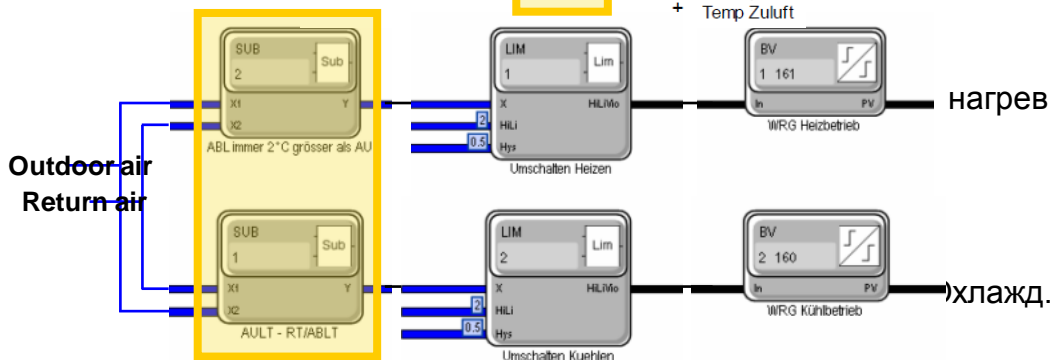 + Temp Zuluft
SUB
2
Sub
X1 Y
X2
ABL immer 2°C grösser als AU
LIM
1
Lim
X HiLiVio
2 HiLi
0.5 Hys
Umschalten Heizen
BV
1 161
In PV
WRG Heizbetrieb
нагрев
Outdoor air
Return air
SUB
1
Sub
X1 Y
X2
AULT - RT/ABLT
LIM
2
Lim
X HiLiVio
2 HiLi
0.5 Hys
Umschalten Kuehlen
BV
2 160
In PV
WRG Kühlbetrieb
Охлажд.